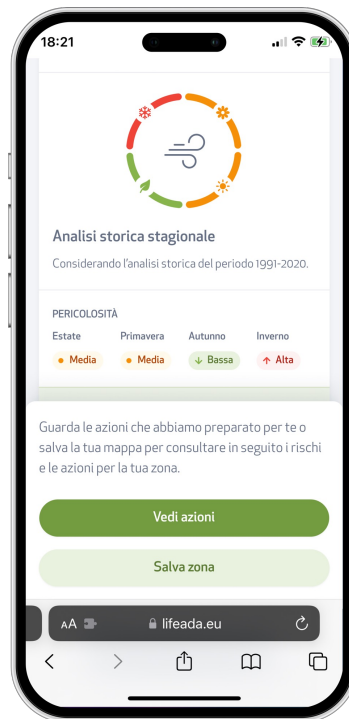 18:21
Analisi storica stagionale
Considerando l'analisi storica del periodo 1991-2020.
PERICOLOSITÀ
Estate Primavera Autunno Inverno
Media Media Bassa Alta
Guarda le azioni che abbiamo preparato per te o
salva la tua mappa per consultare in seguito i rischi
e le azioni per la tua zona.
Vedi azioni
Salva zona
AA lifeada.eu